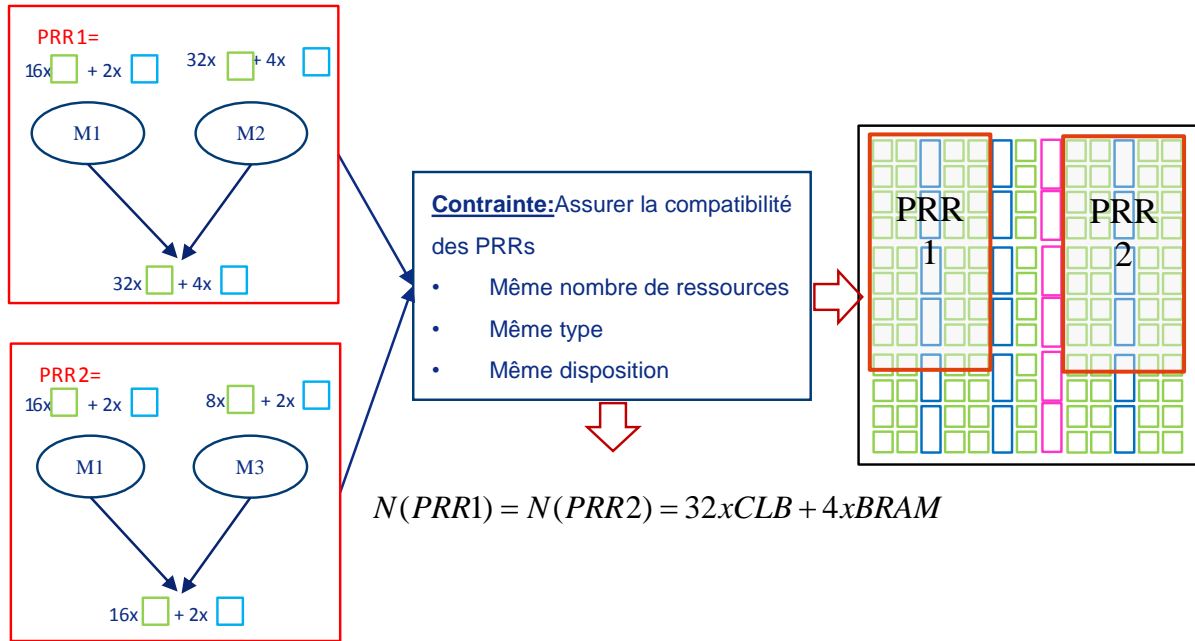 PRR1=
16x + 2x
32x + 4x
M1
M2
32x + 4x
PRR2=
16x + 2x
8x + 2x
M1
M3
16x + 2x
Contrainte:Assurer la compatibilité
des PRRs
• Même nombre de ressources
• Même type
• Même disposition
N(PRR1) = N(PRR2) = 32xCLB + 4xBRAM
PRR
1
PRR
2